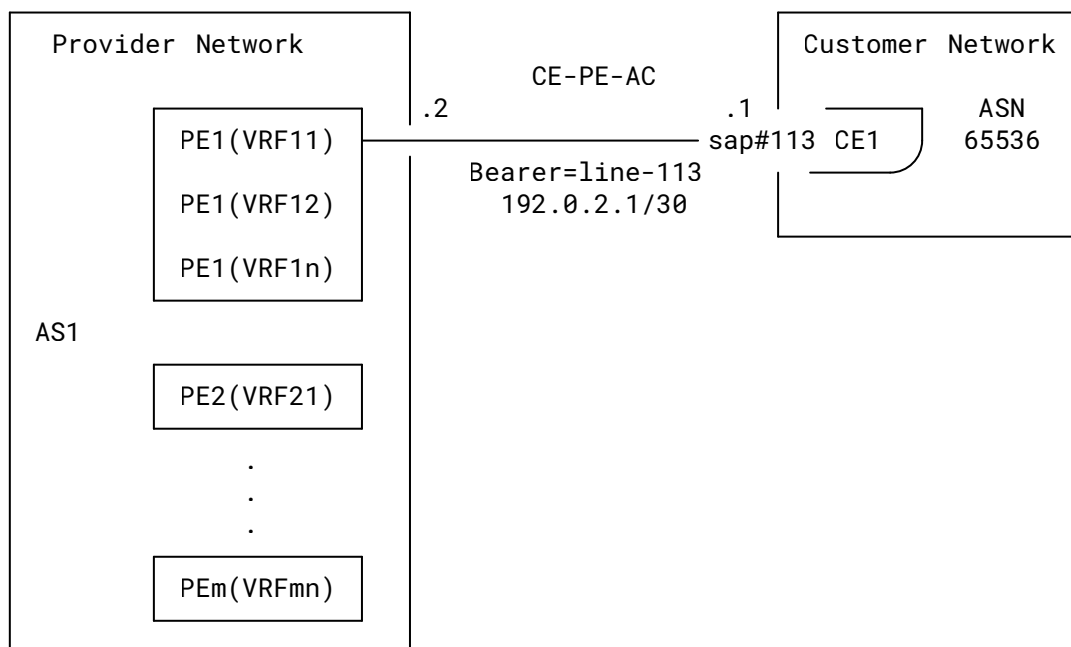 Provider Network
Customer Network
CE-PE-AC
.2
.1
ASN
PE1(VRF11)
sap#113 CE1
65536
Bearer=line-113
PE1(VRF12)
192.0.2.1/30
PE1(VRF1n)
AS1
PE2(VRF21)
.
.
.
PEm(VRFmn)